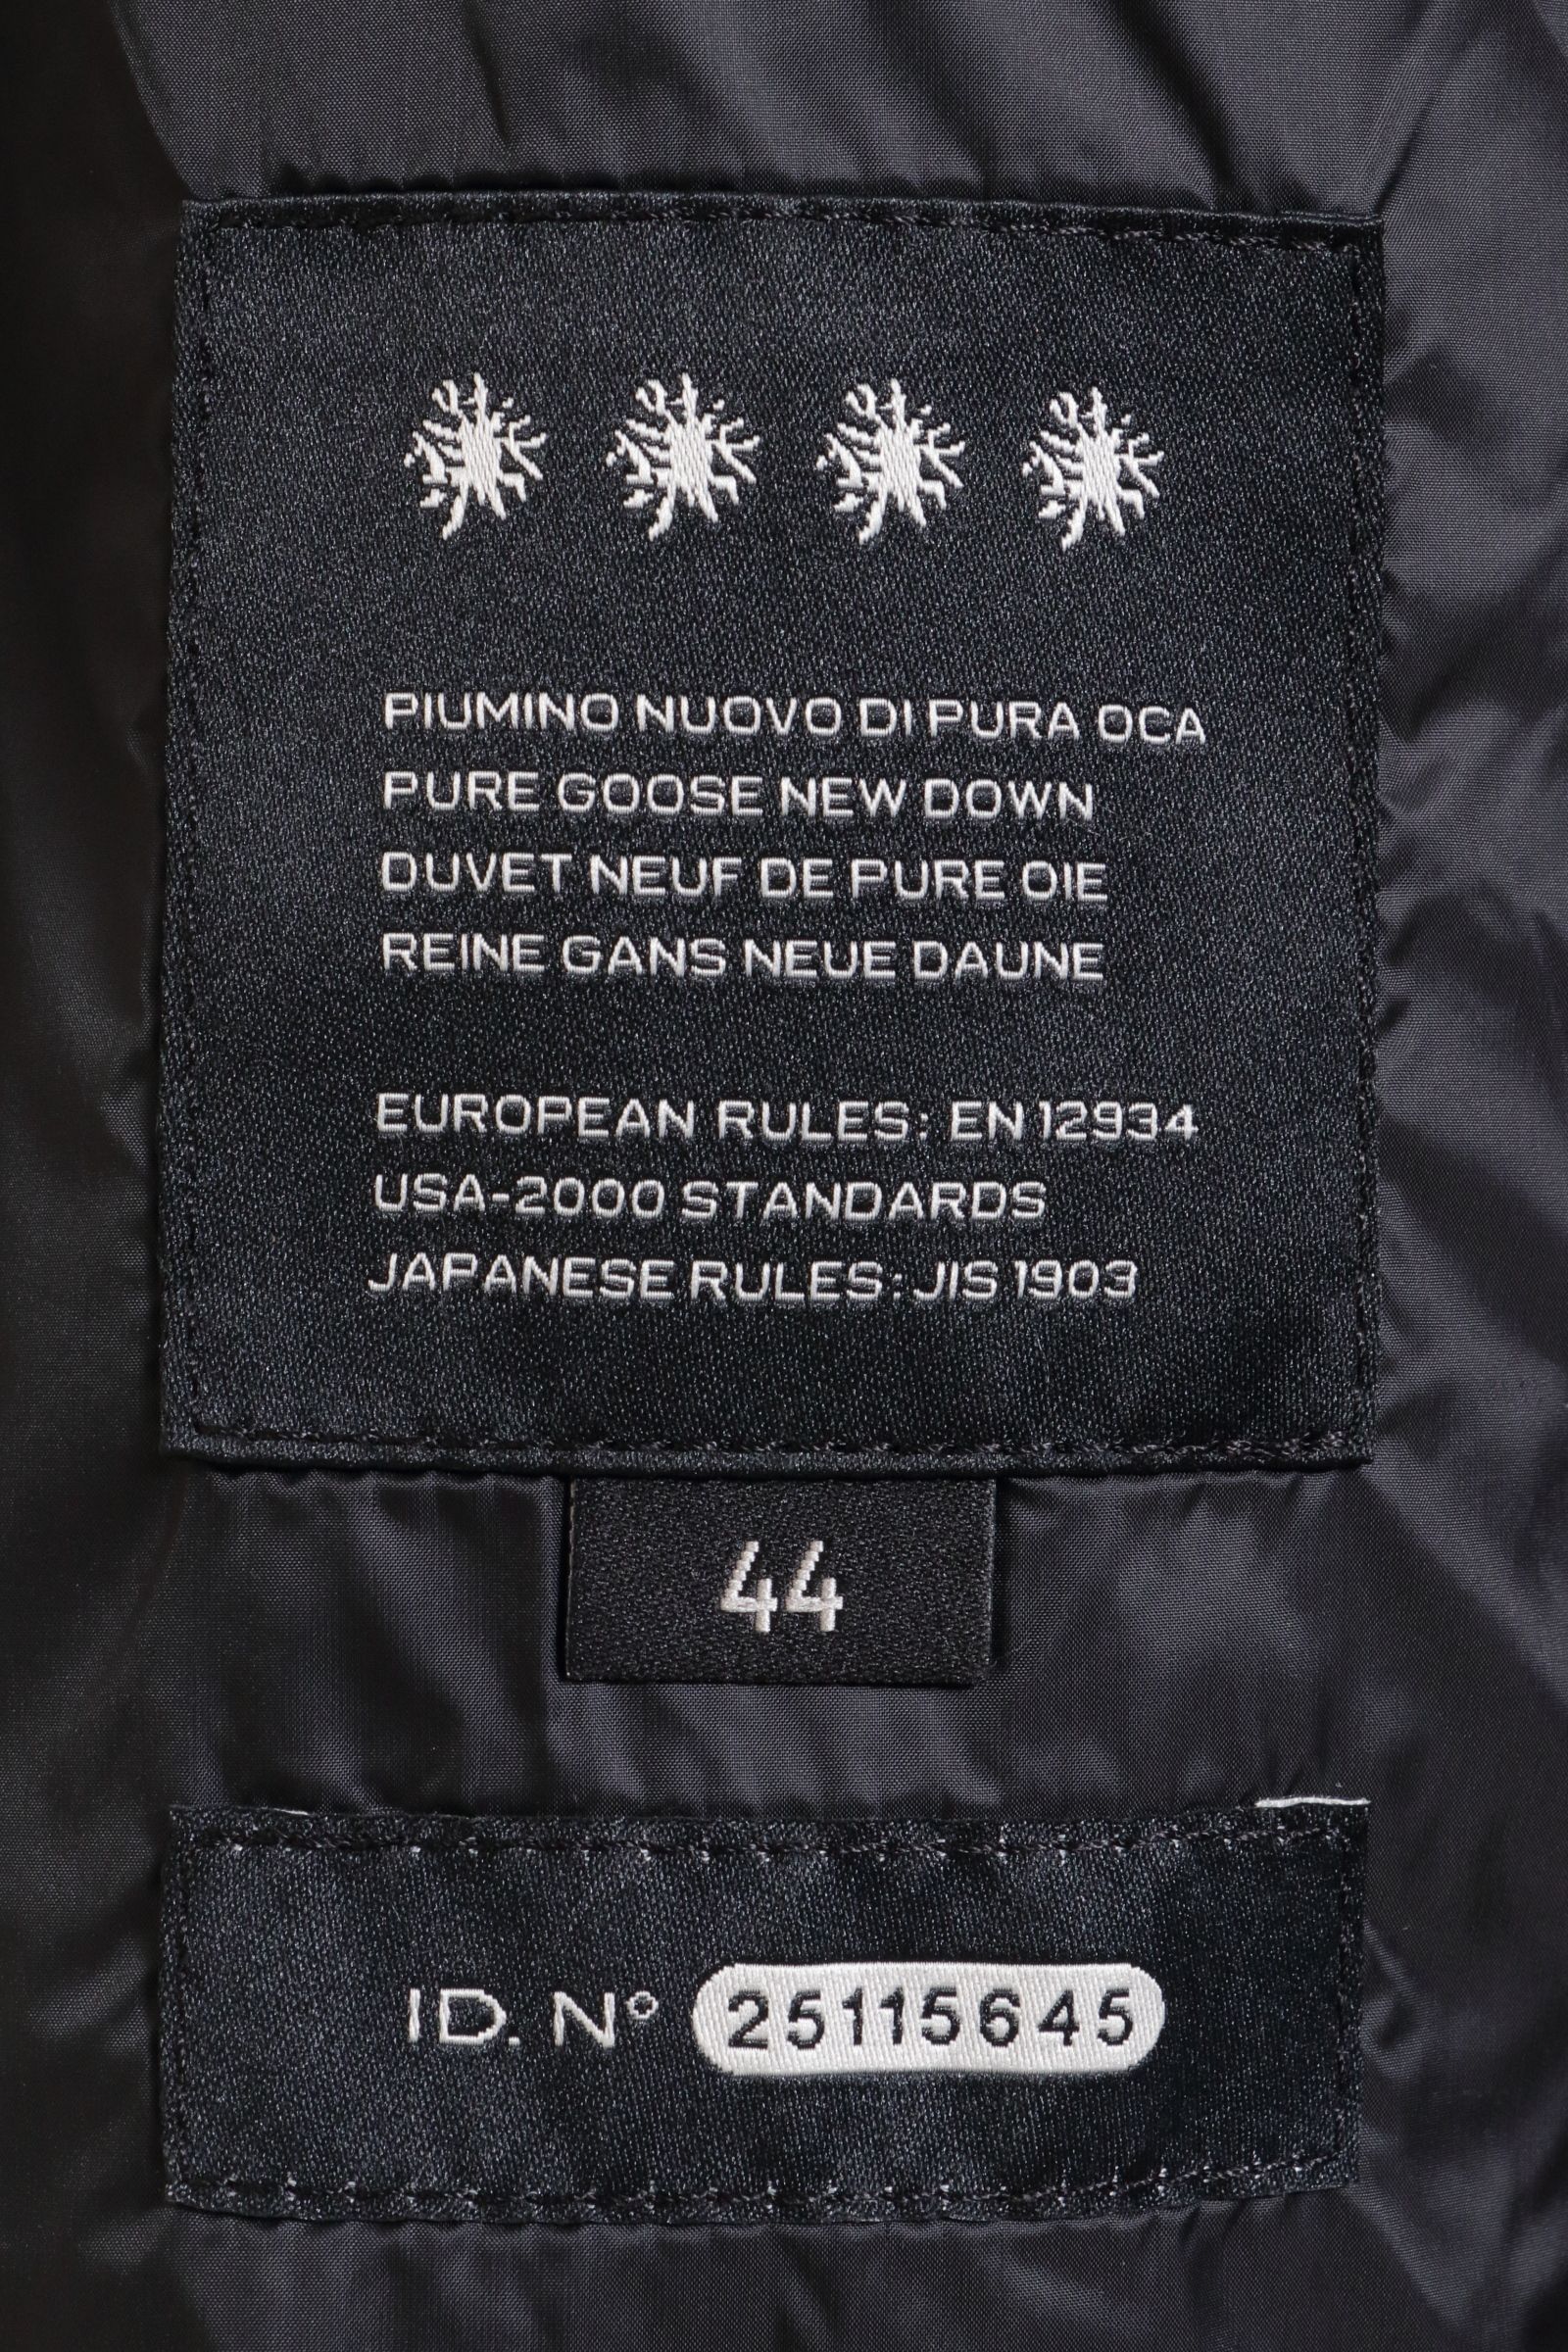 PIUMINO NUOVO DI PURA OCA
PURE GOOSE NEW DOWN
DUVET NEUF DE PURE OIE
REINE GANS NEUE DAUNE
EUROPEAN RULES: EN 12934
USA-2000 STANDARDS
JAPANESE RULES: JIS 1903
44
ID. N° 25115645